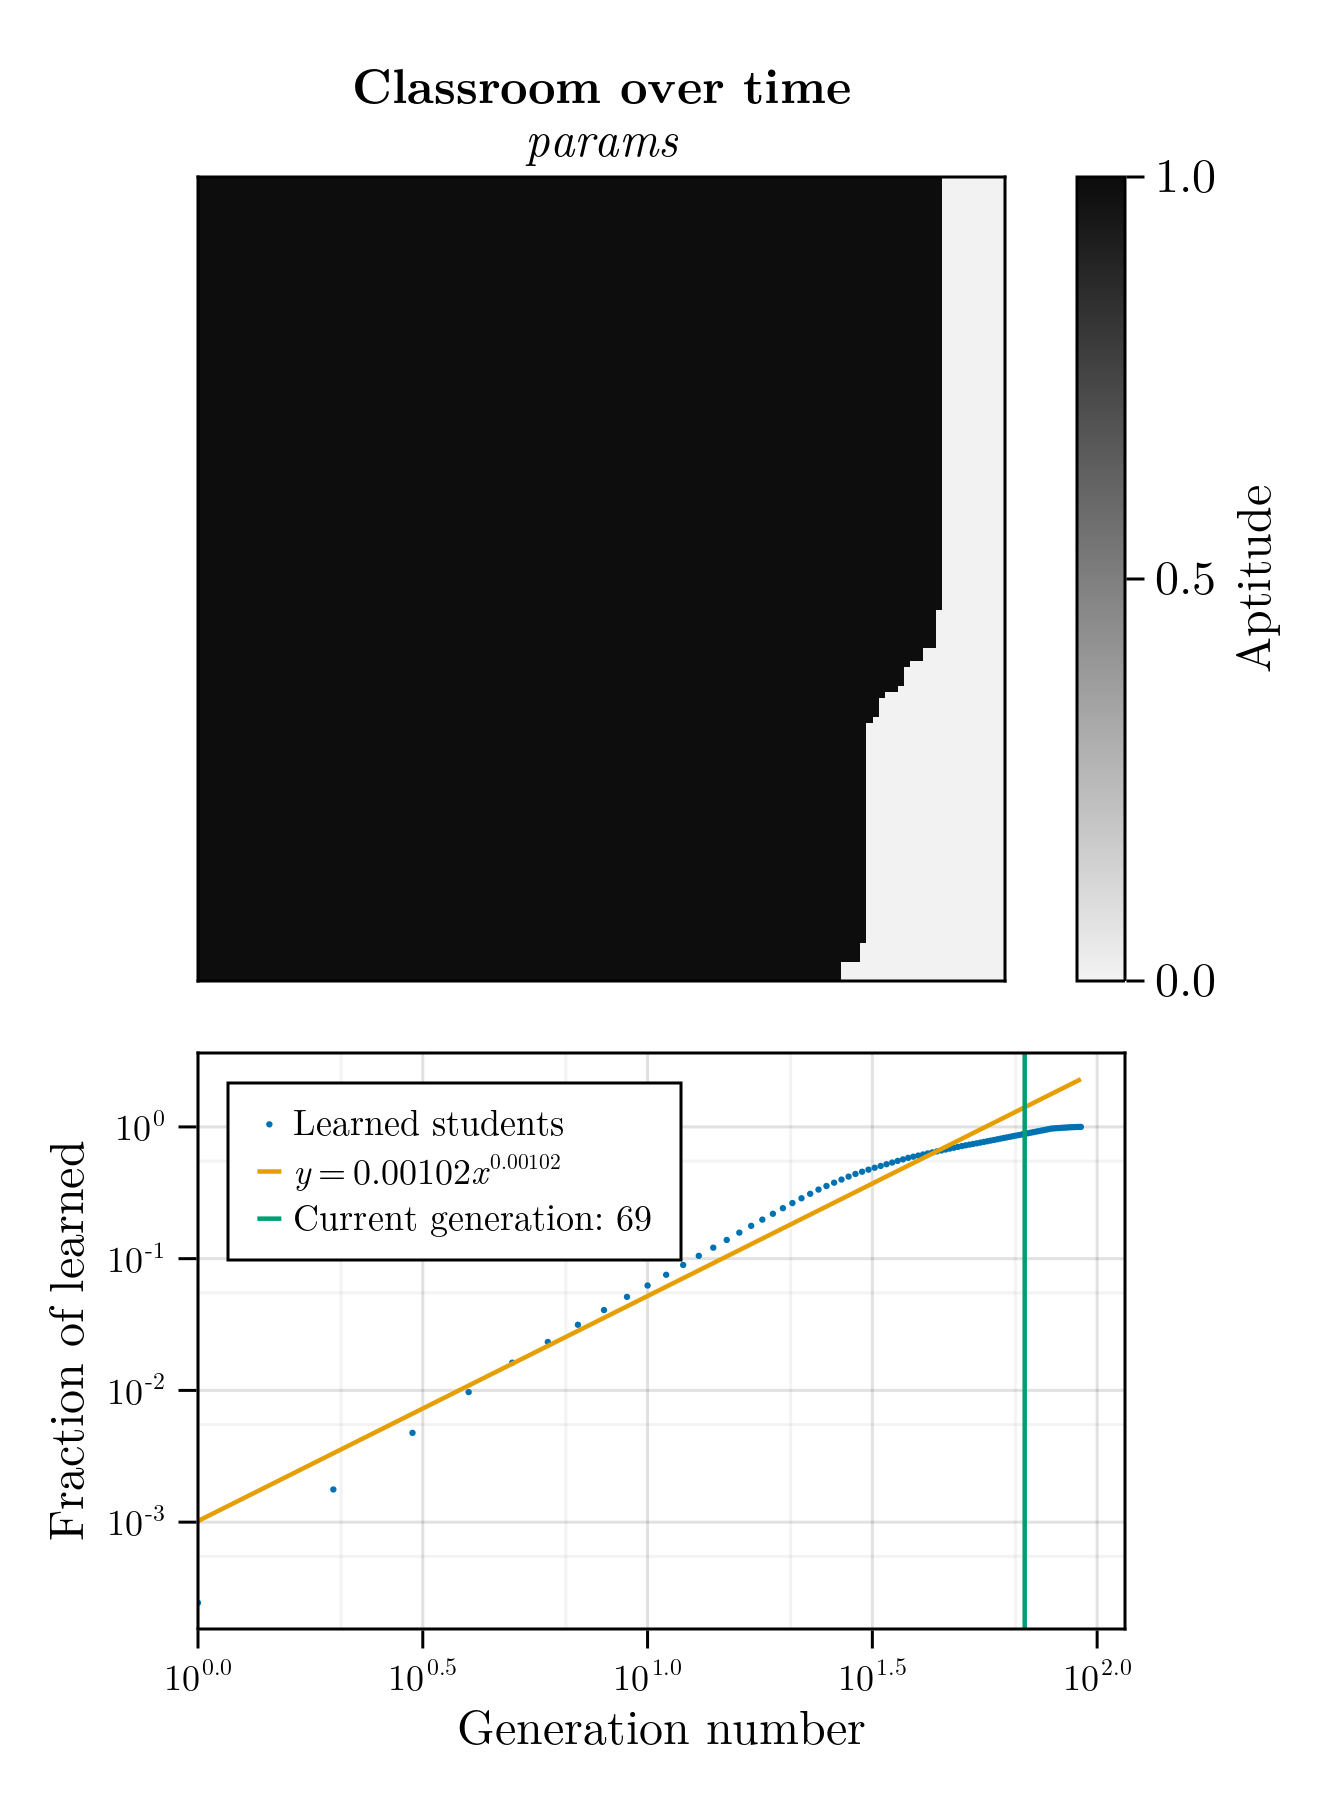 Classroom over time
params
1.0
0.5
0.0
Aptitude
Learned students
y = 0.00102x^0.00102
Current generation: 69
10^0
10^-1
10^-2
10^-3
Fraction of learned
10^0.0 10^0.5 10^1.0 10^1.5 10^2.0
Generation number